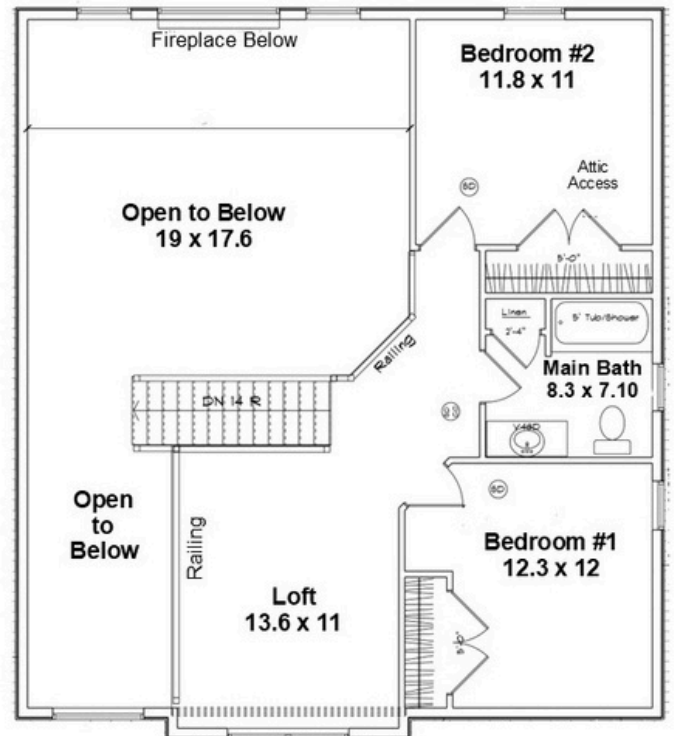 Fireplace Below
Bedroom #2
11.8 x 11
Attic
Access
SD
Open to Below
19 x 17.6
5'-0"
Linen
2'-4"
5' Tub/Shower
Railing
Main Bath
8.3 x 7.10
DN 14 R
V48D
SD
Open
to
Below
Railing
Bedroom #1
12.3 x 12
Loft
13.6 x 11
5'-0"